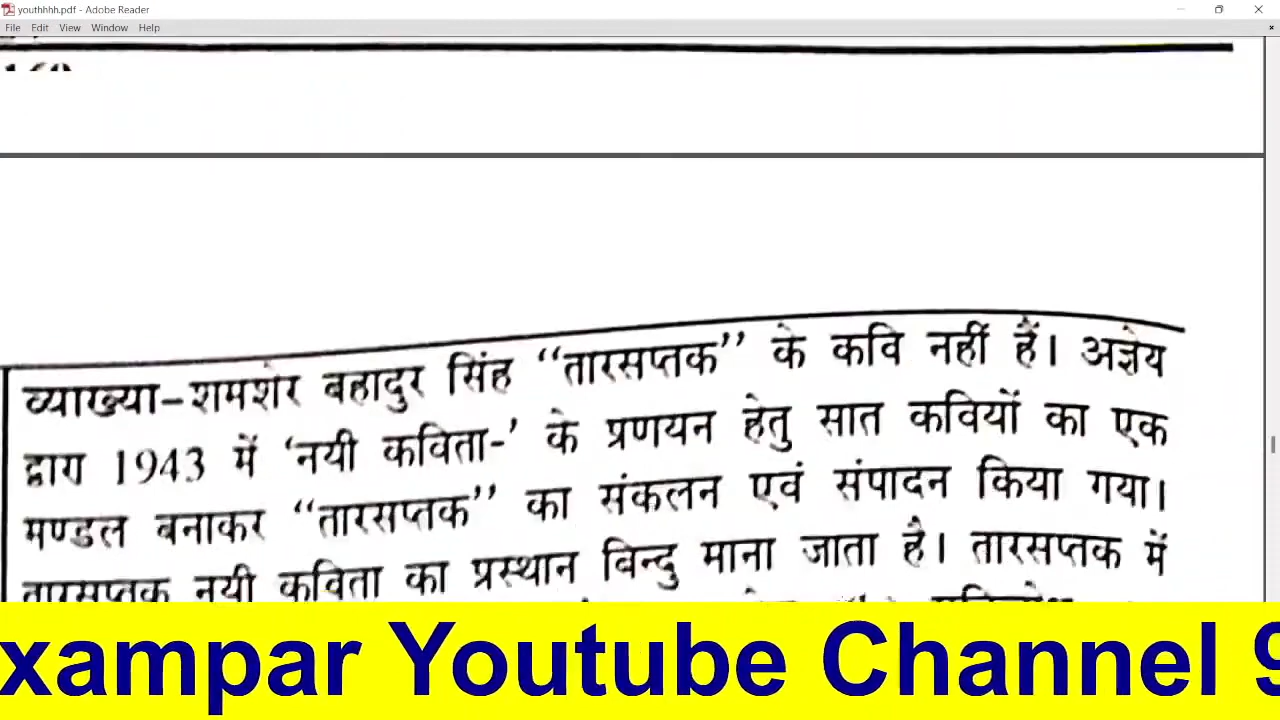 youthhhh.pdf - Adobe Reader
File Edit View Window Help
व्याख्या–शमशेर बहादुर सिंह ‘‘तारसप्तक’’ के कवि नहीं हैं। अज्ञेय
द्वारा 1943 में ‘नयी कविता-’ के प्रणयन हेतु सात कवियों का एक
मण्डल बनाकर ‘‘तारसप्तक’’ का संकलन एवं संपादन किया गया।
तारसप्तक नयी कविता का प्रस्थान विन्दु माना जाता है। तारसप्तक में
xampar Youtube Channel 9